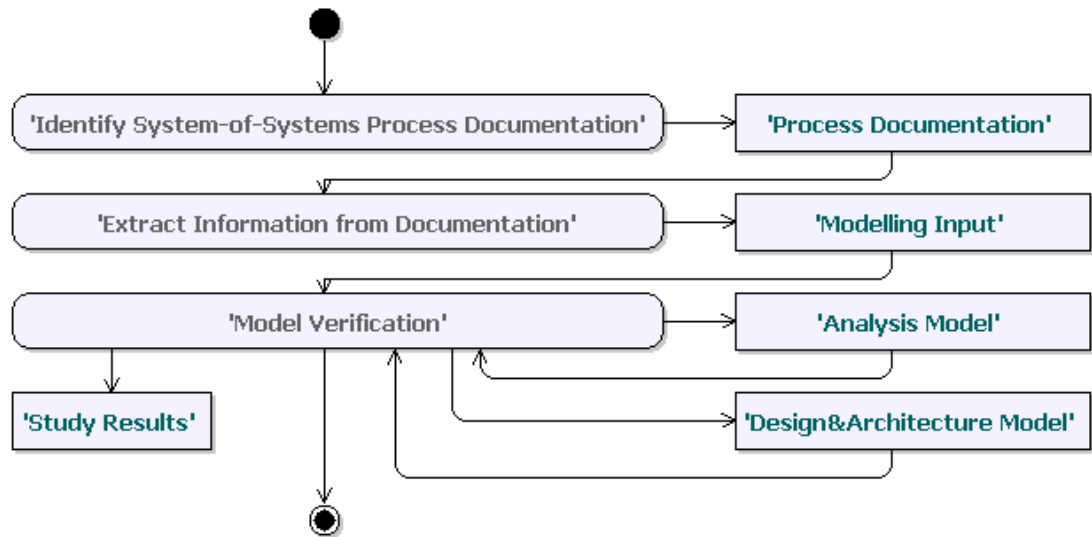 'Identify System-of-Systems Process Documentation'
'Process Documentation'
'Extract Information from Documentation'
'Modelling Input'
'Model Verification'
'Analysis Model'
'Study Results'
'Design&Architecture Model'